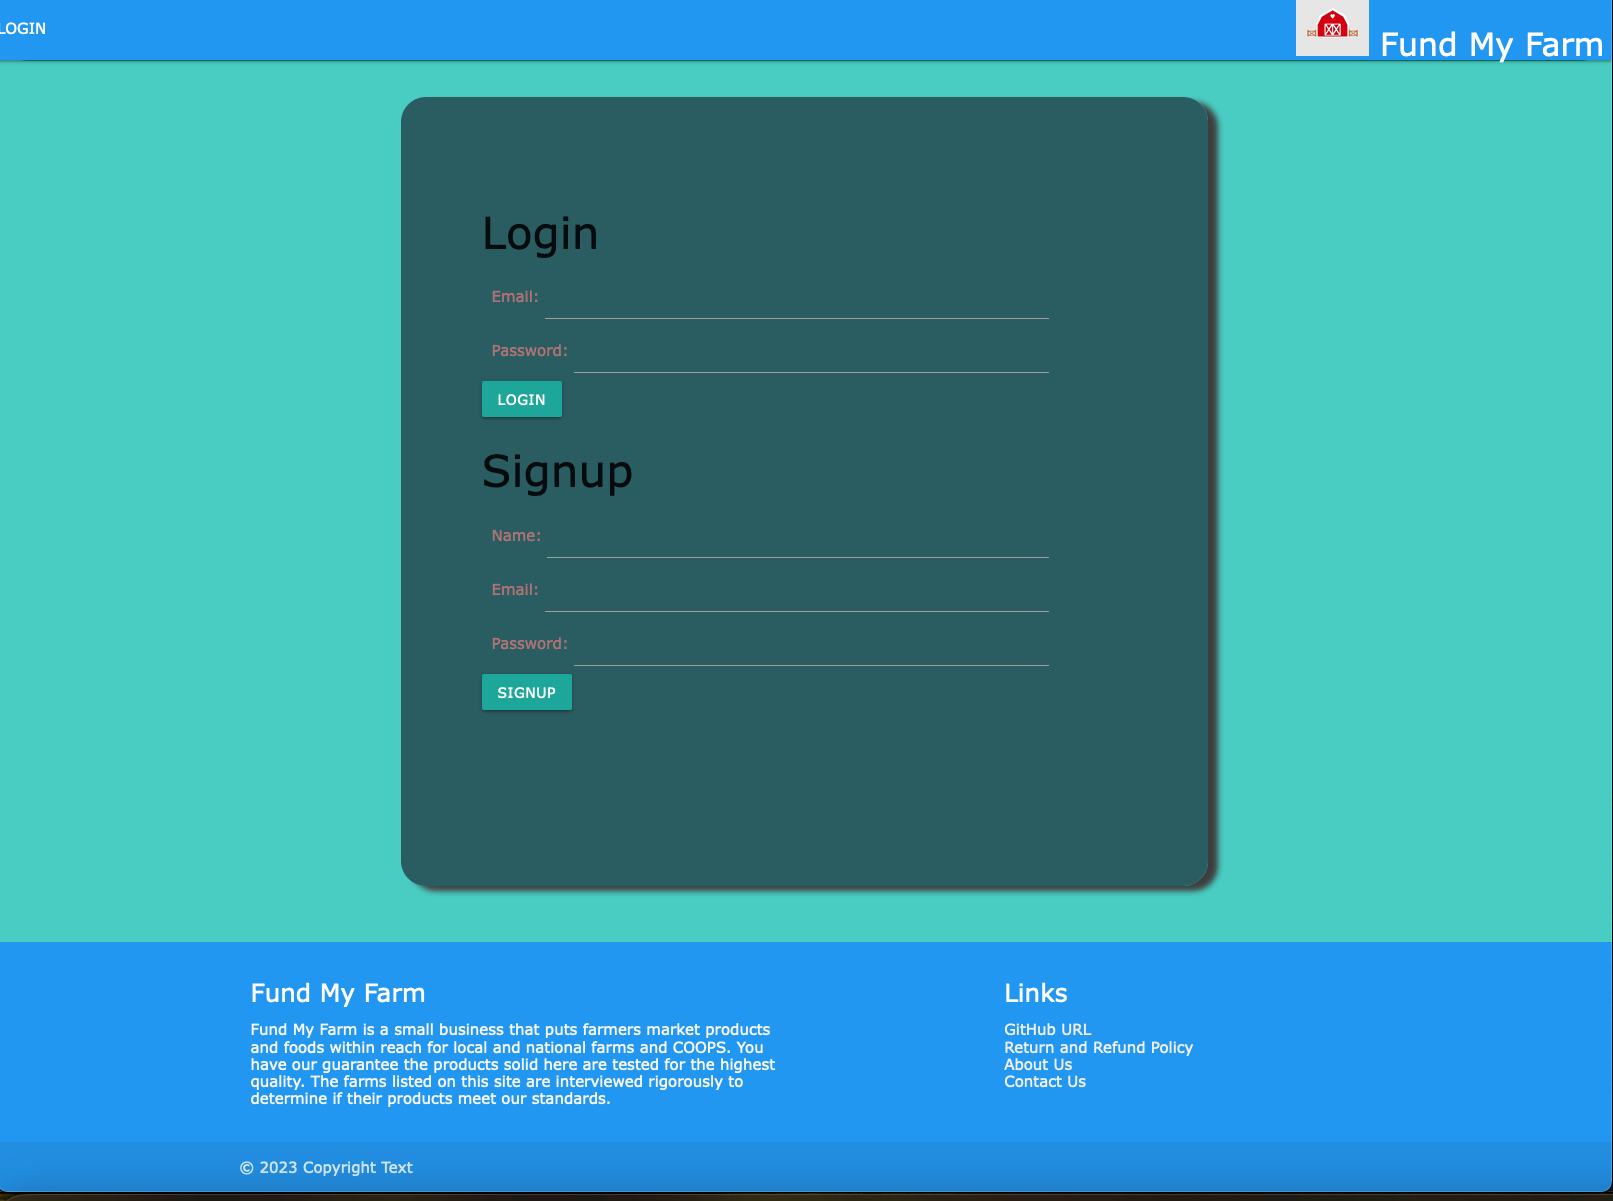 LOGIN
Fund My Farm
Login
Email:
Password:
LOGIN
Signup
Name:
Email:
Password:
SIGNUP
Fund My Farm
Fund My Farm is a small business that puts farmers market products
and foods within reach for local and national farms and COOPS. You
have our guarantee the products solid here are tested for the highest
quality. The farms listed on this site are interviewed rigorously to
determine if their products meet our standards.
Links
GitHub URL
Return and Refund Policy
About Us
Contact Us
© 2023 Copyright Text